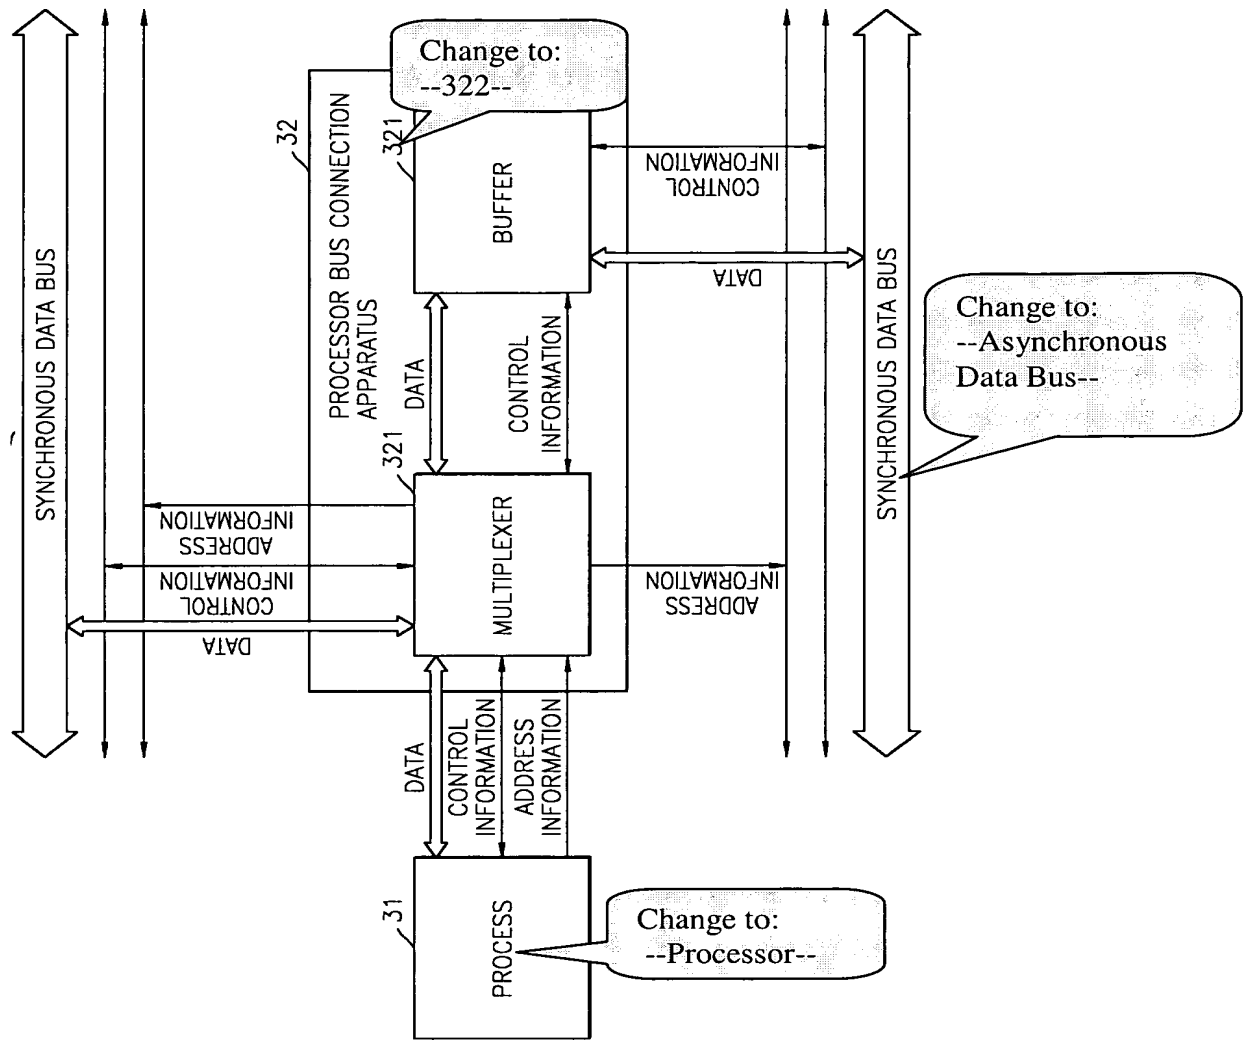 Change to:
--322--
32
PROCESSOR BUS CONNECTION
APPARATUS
321
BUFFER
CONTROL
INFORMATION
DATA
SYNCHRONOUS DATA BUS
SYNCHRONOUS DATA BUS
Change to:
--Asynchronous
Data Bus--
DATA
CONTROL
INFORMATION
321
MULTIPLEXER
ADDRESS
INFORMATION
CONTROL
INFORMATION
DATA
ADDRESS
INFORMATION
DATA
CONTROL
INFORMATION
ADDRESS
INFORMATION
31
PROCESS
Change to:
--Processor--